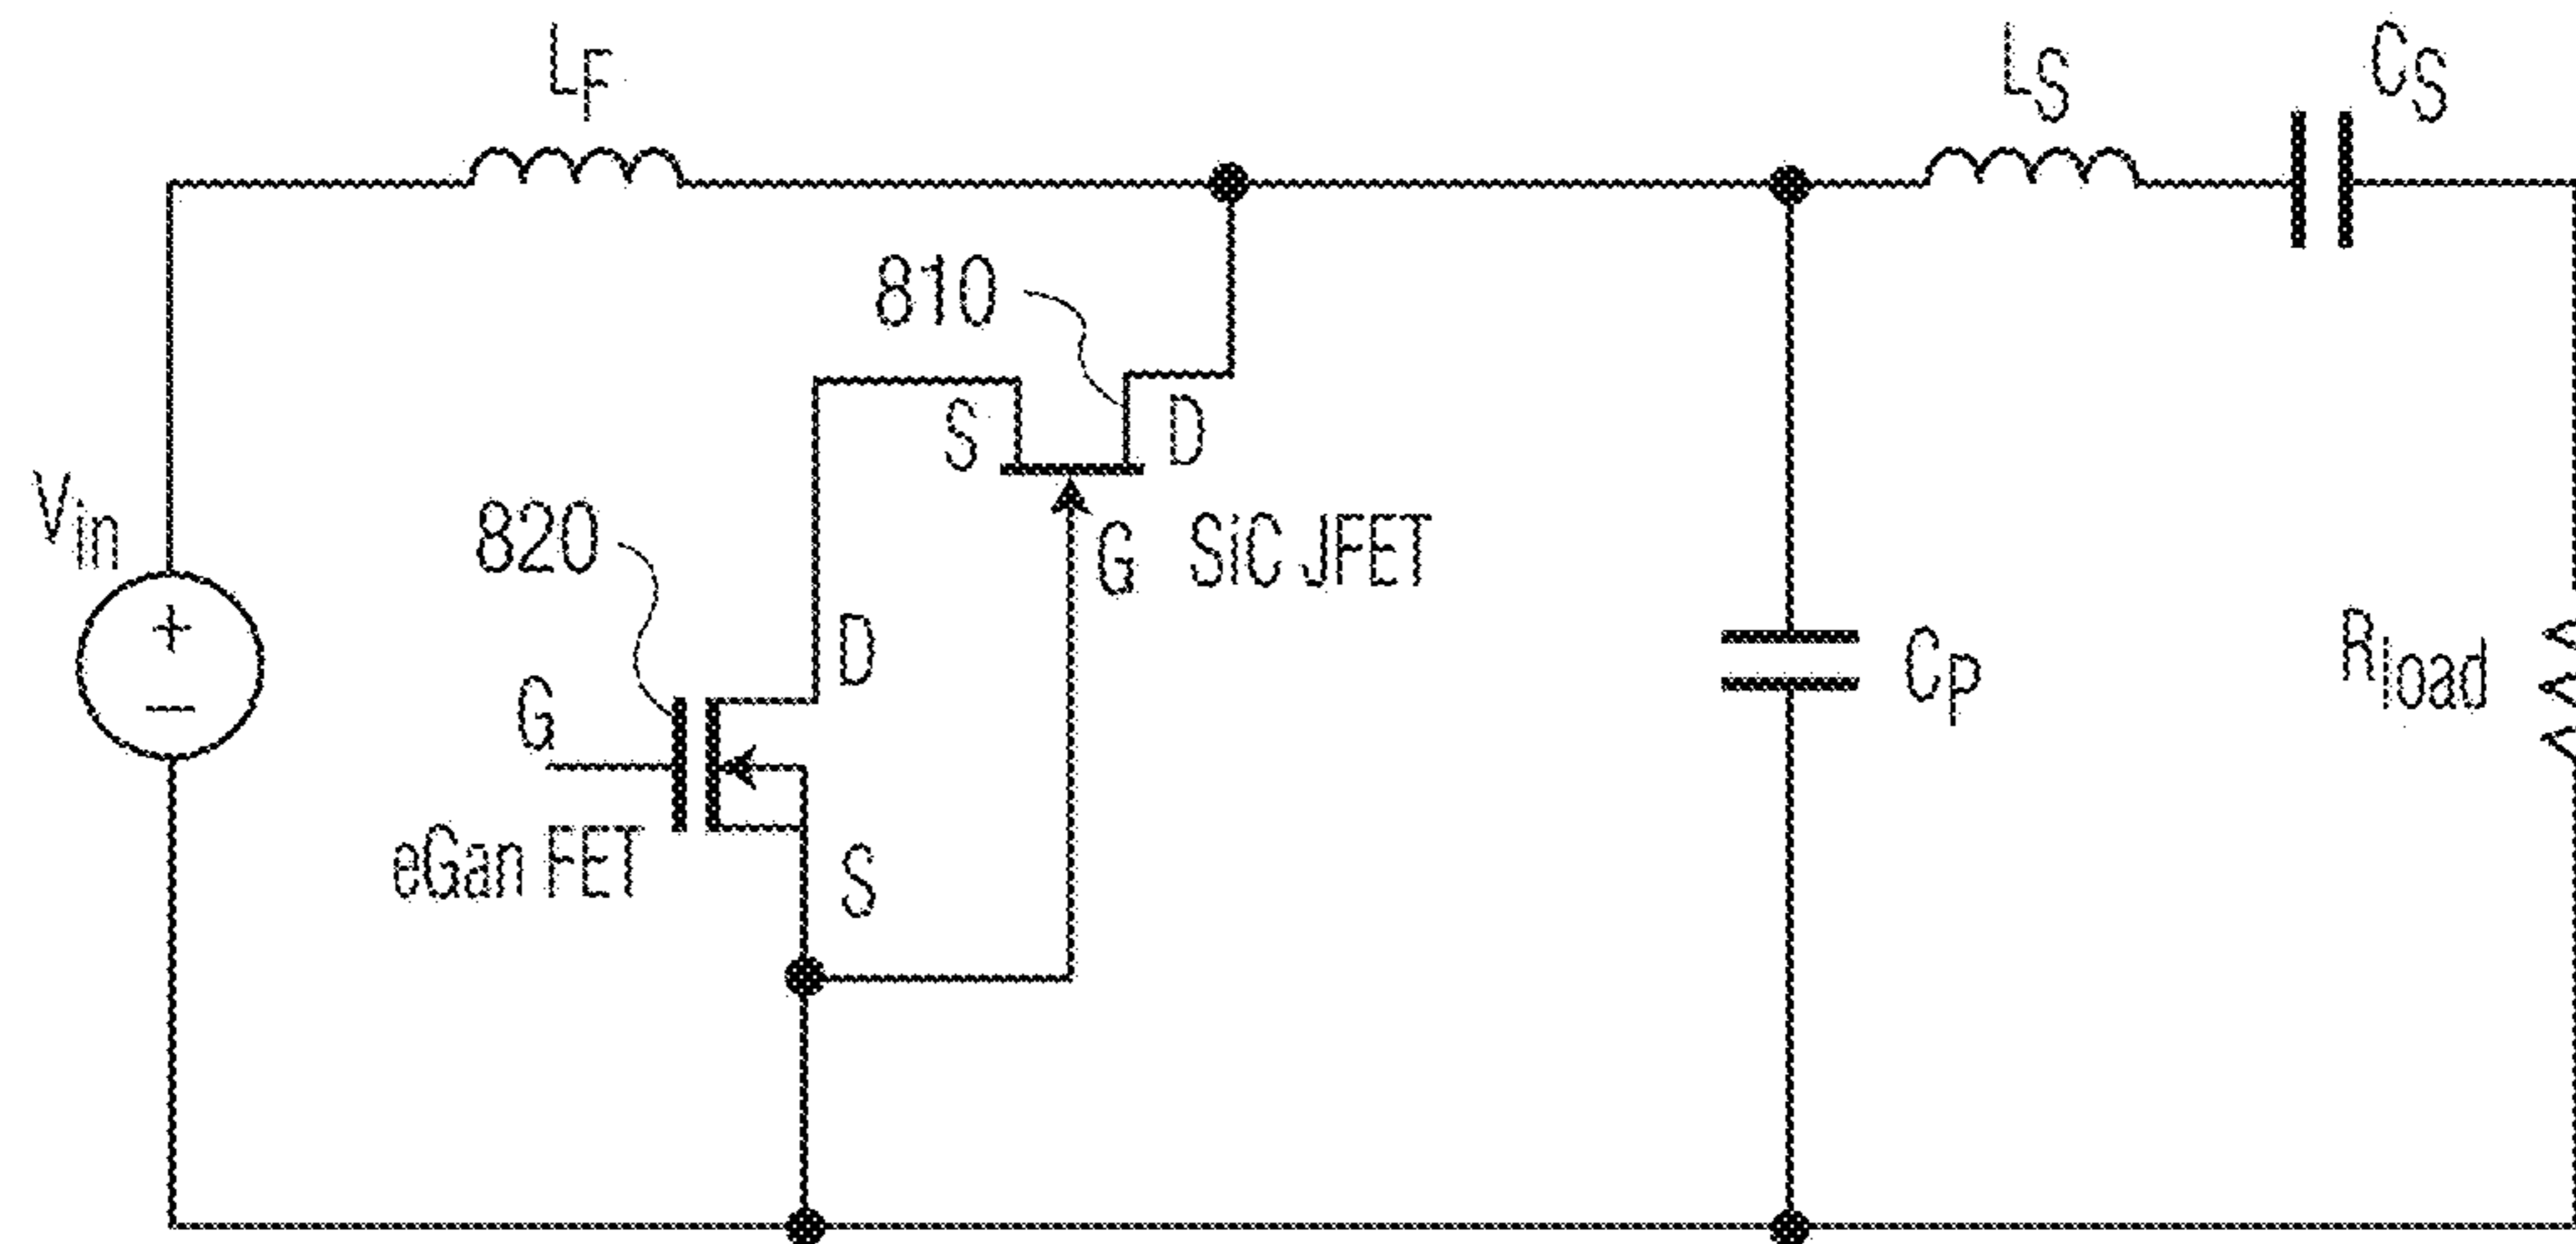 LF
LS
CS
810
S
D
Vin
820
G SiC JFET
D
CP
Rload
G
eGan FET
S
+
−